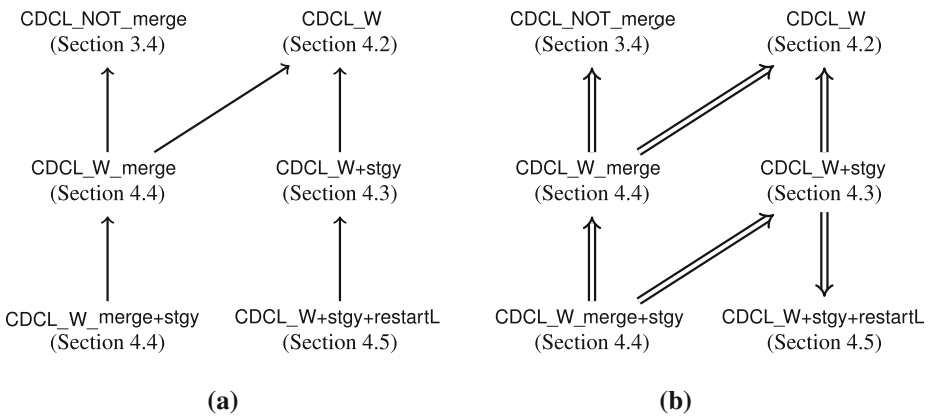 CDCL_NOT_merge CDCL_W CDCL_NOT_merge CDCL_W
(Section 3.4) (Section 4.2) (Section 3.4) (Section 4.2)
CDCL_W_merge CDCL_W+stgy CDCL_W_merge CDCL_W+stgy
(Section 4.4) (Section 4.3) (Section 4.4) (Section 4.3)
CDCL_W_merge+stgy CDCL_W+stgy+restartL CDCL_W_merge+stgy CDCL_W+stgy+restartL
(Section 4.4) (Section 4.5) (Section 4.4) (Section 4.5)
(a) (b)